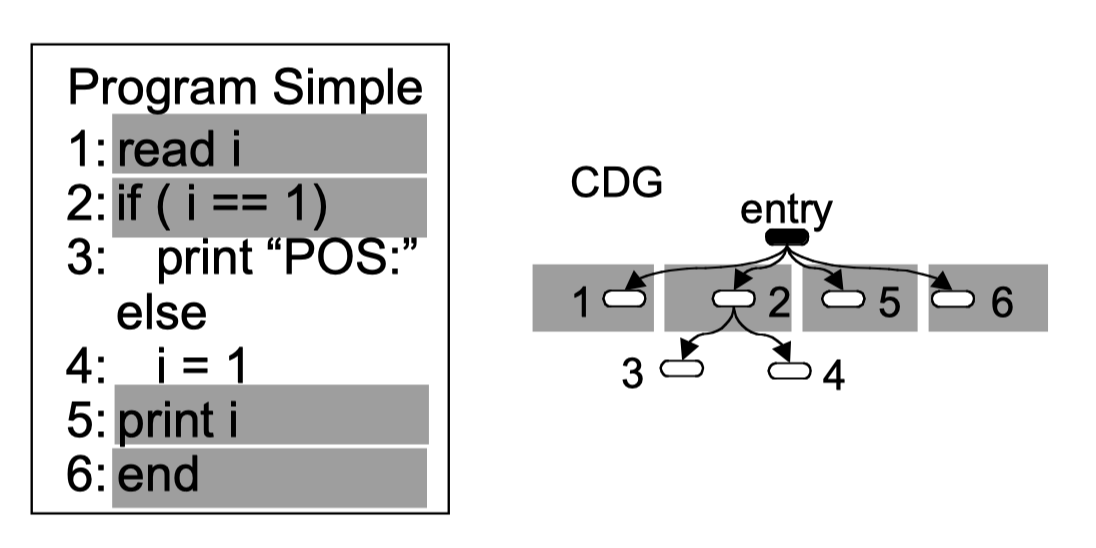 Program Simple
1: read i
2: if ( i == 1)
3: print “POS:”
else
4: i = 1
5: print i
6: end
CDG
entry
1 2 5 6
3 4